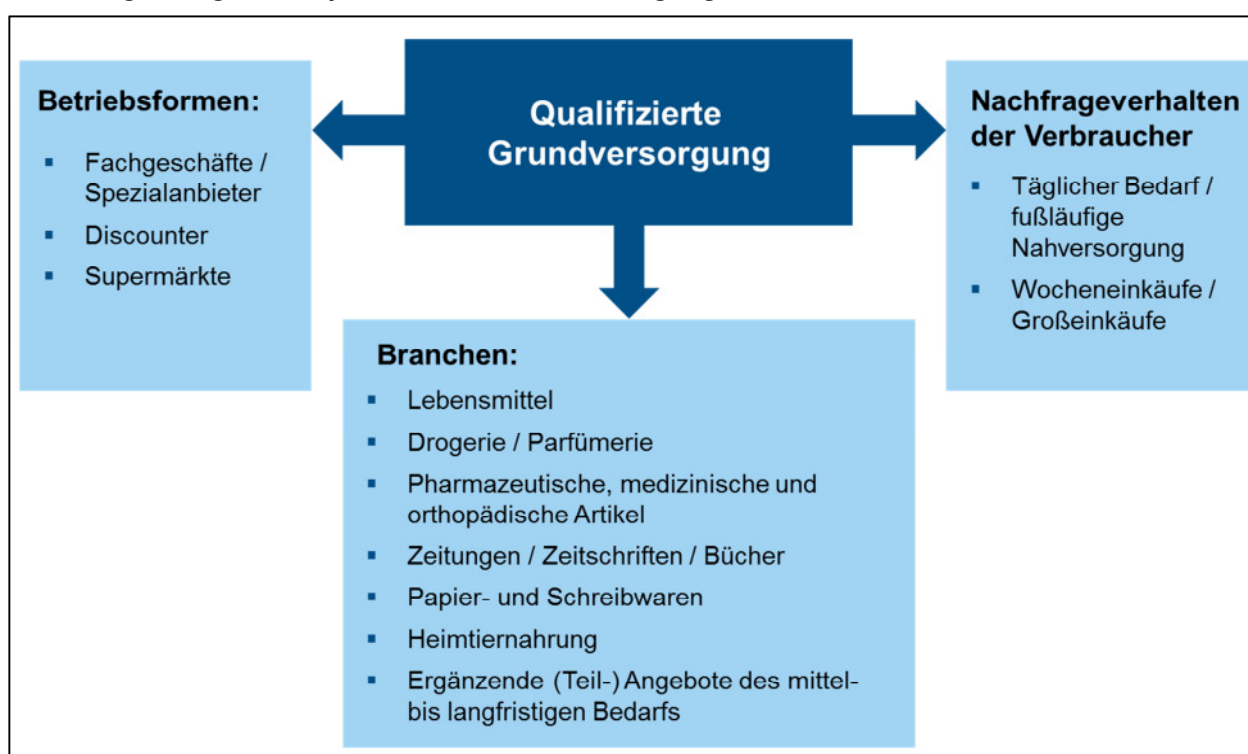 Qualifizierte
Grundversorgung
Betriebsformen:
Fachgeschäfte /
Spezialanbieter
Discounter
Supermärkte
Nachfrageverhalten
der Verbraucher
Täglicher Bedarf /
fußläufige
Nahversorgung
Wocheneinkäufe /
Großeinkäufe
Branchen:
Lebensmittel
Drogerie / Parfümerie
Pharmazeutische, medizinische und
orthopädische Artikel
Zeitungen / Zeitschriften / Bücher
Papier- und Schreibwaren
Heimtiernahrung
Ergänzende (Teil-) Angebote des mittel-
bis langfristigen Bedarfs